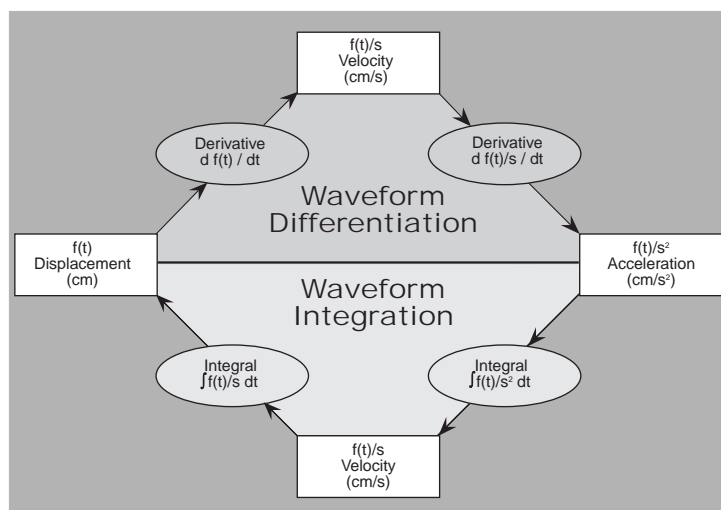 f(t)/s
Velocity
(cm/s)
Derivative
d f(t) / dt
Derivative
d f(t)/s / dt
Waveform
Differentiation
f(t)
Displacement
(cm)
f(t)/s²
Acceleration
(cm/s²)
Waveform
Integration
Integral
∫f(t)/s dt
Integral
∫f(t)/s² dt
f(t)/s
Velocity
(cm/s)